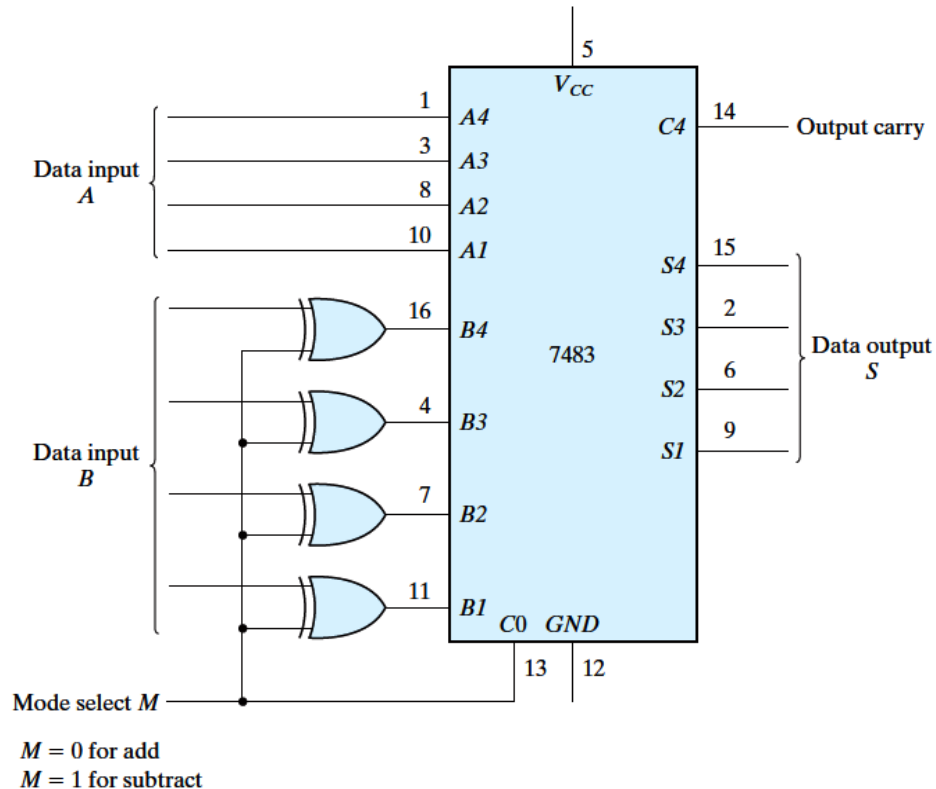 5
V_CC
1
A4
14
C4
Output carry
3
A3
Data input
A
8
A2
10
A1
15
S4
16
B4
2
S3
7483
Data output
S
6
S2
4
B3
9
S1
Data input
B
7
B2
11
B1
C0 GND
13
12
Mode select M
M = 0 for add
M = 1 for subtract